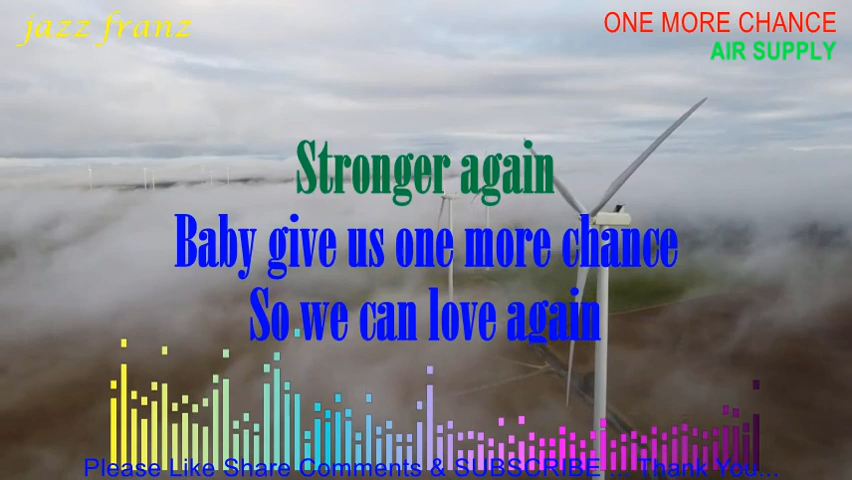 jazz franz
ONE MORE CHANCE
AIR SUPPLY
Stronger again
Baby give us one more chance
So we can love again
Please Like Share Comments & SUBSCRIBE ... Thank You...